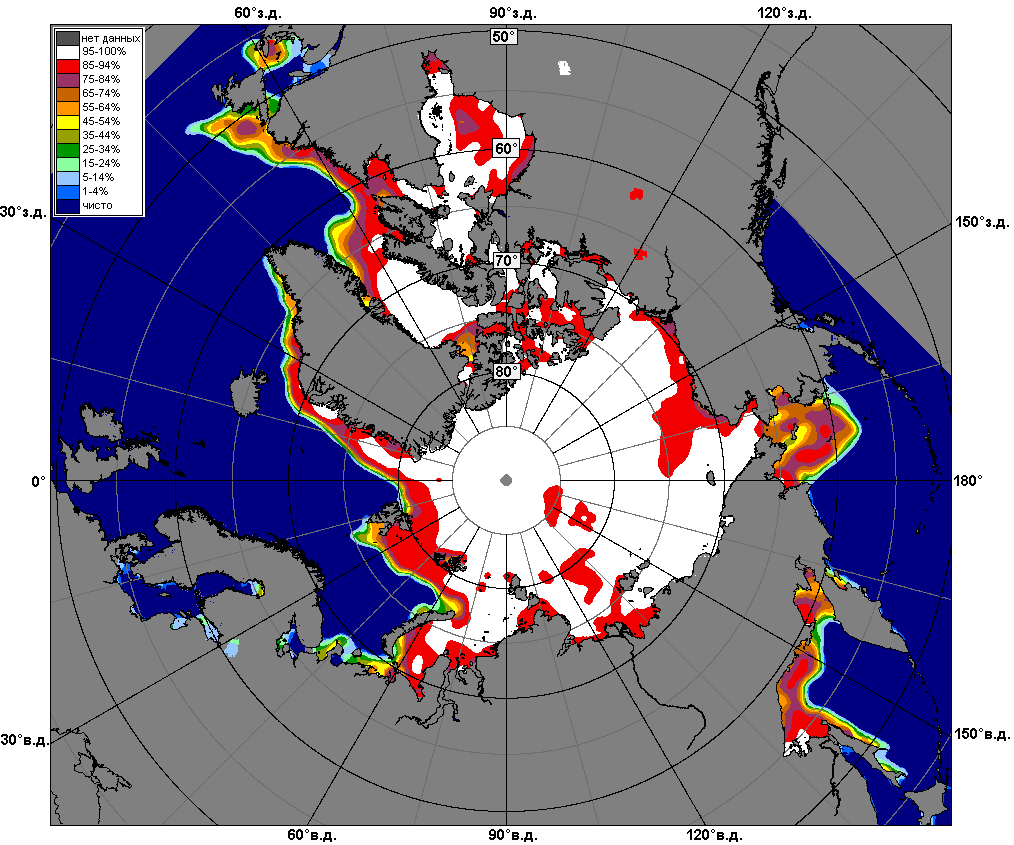 60°з.д.
90°з.д.
120°з.д.
50°
нет данных
95-100%
85-94%
75-84%
65-74%
55-64%
45-54%
35-44%
25-34%
15-24%
5-14%
1-4%
чисто
60°
30°з.д.
150°з.д.
70°
80°
0°
180°
30°в.д.
150°в.д.
60°в.д.
90°в.д.
120°в.д.